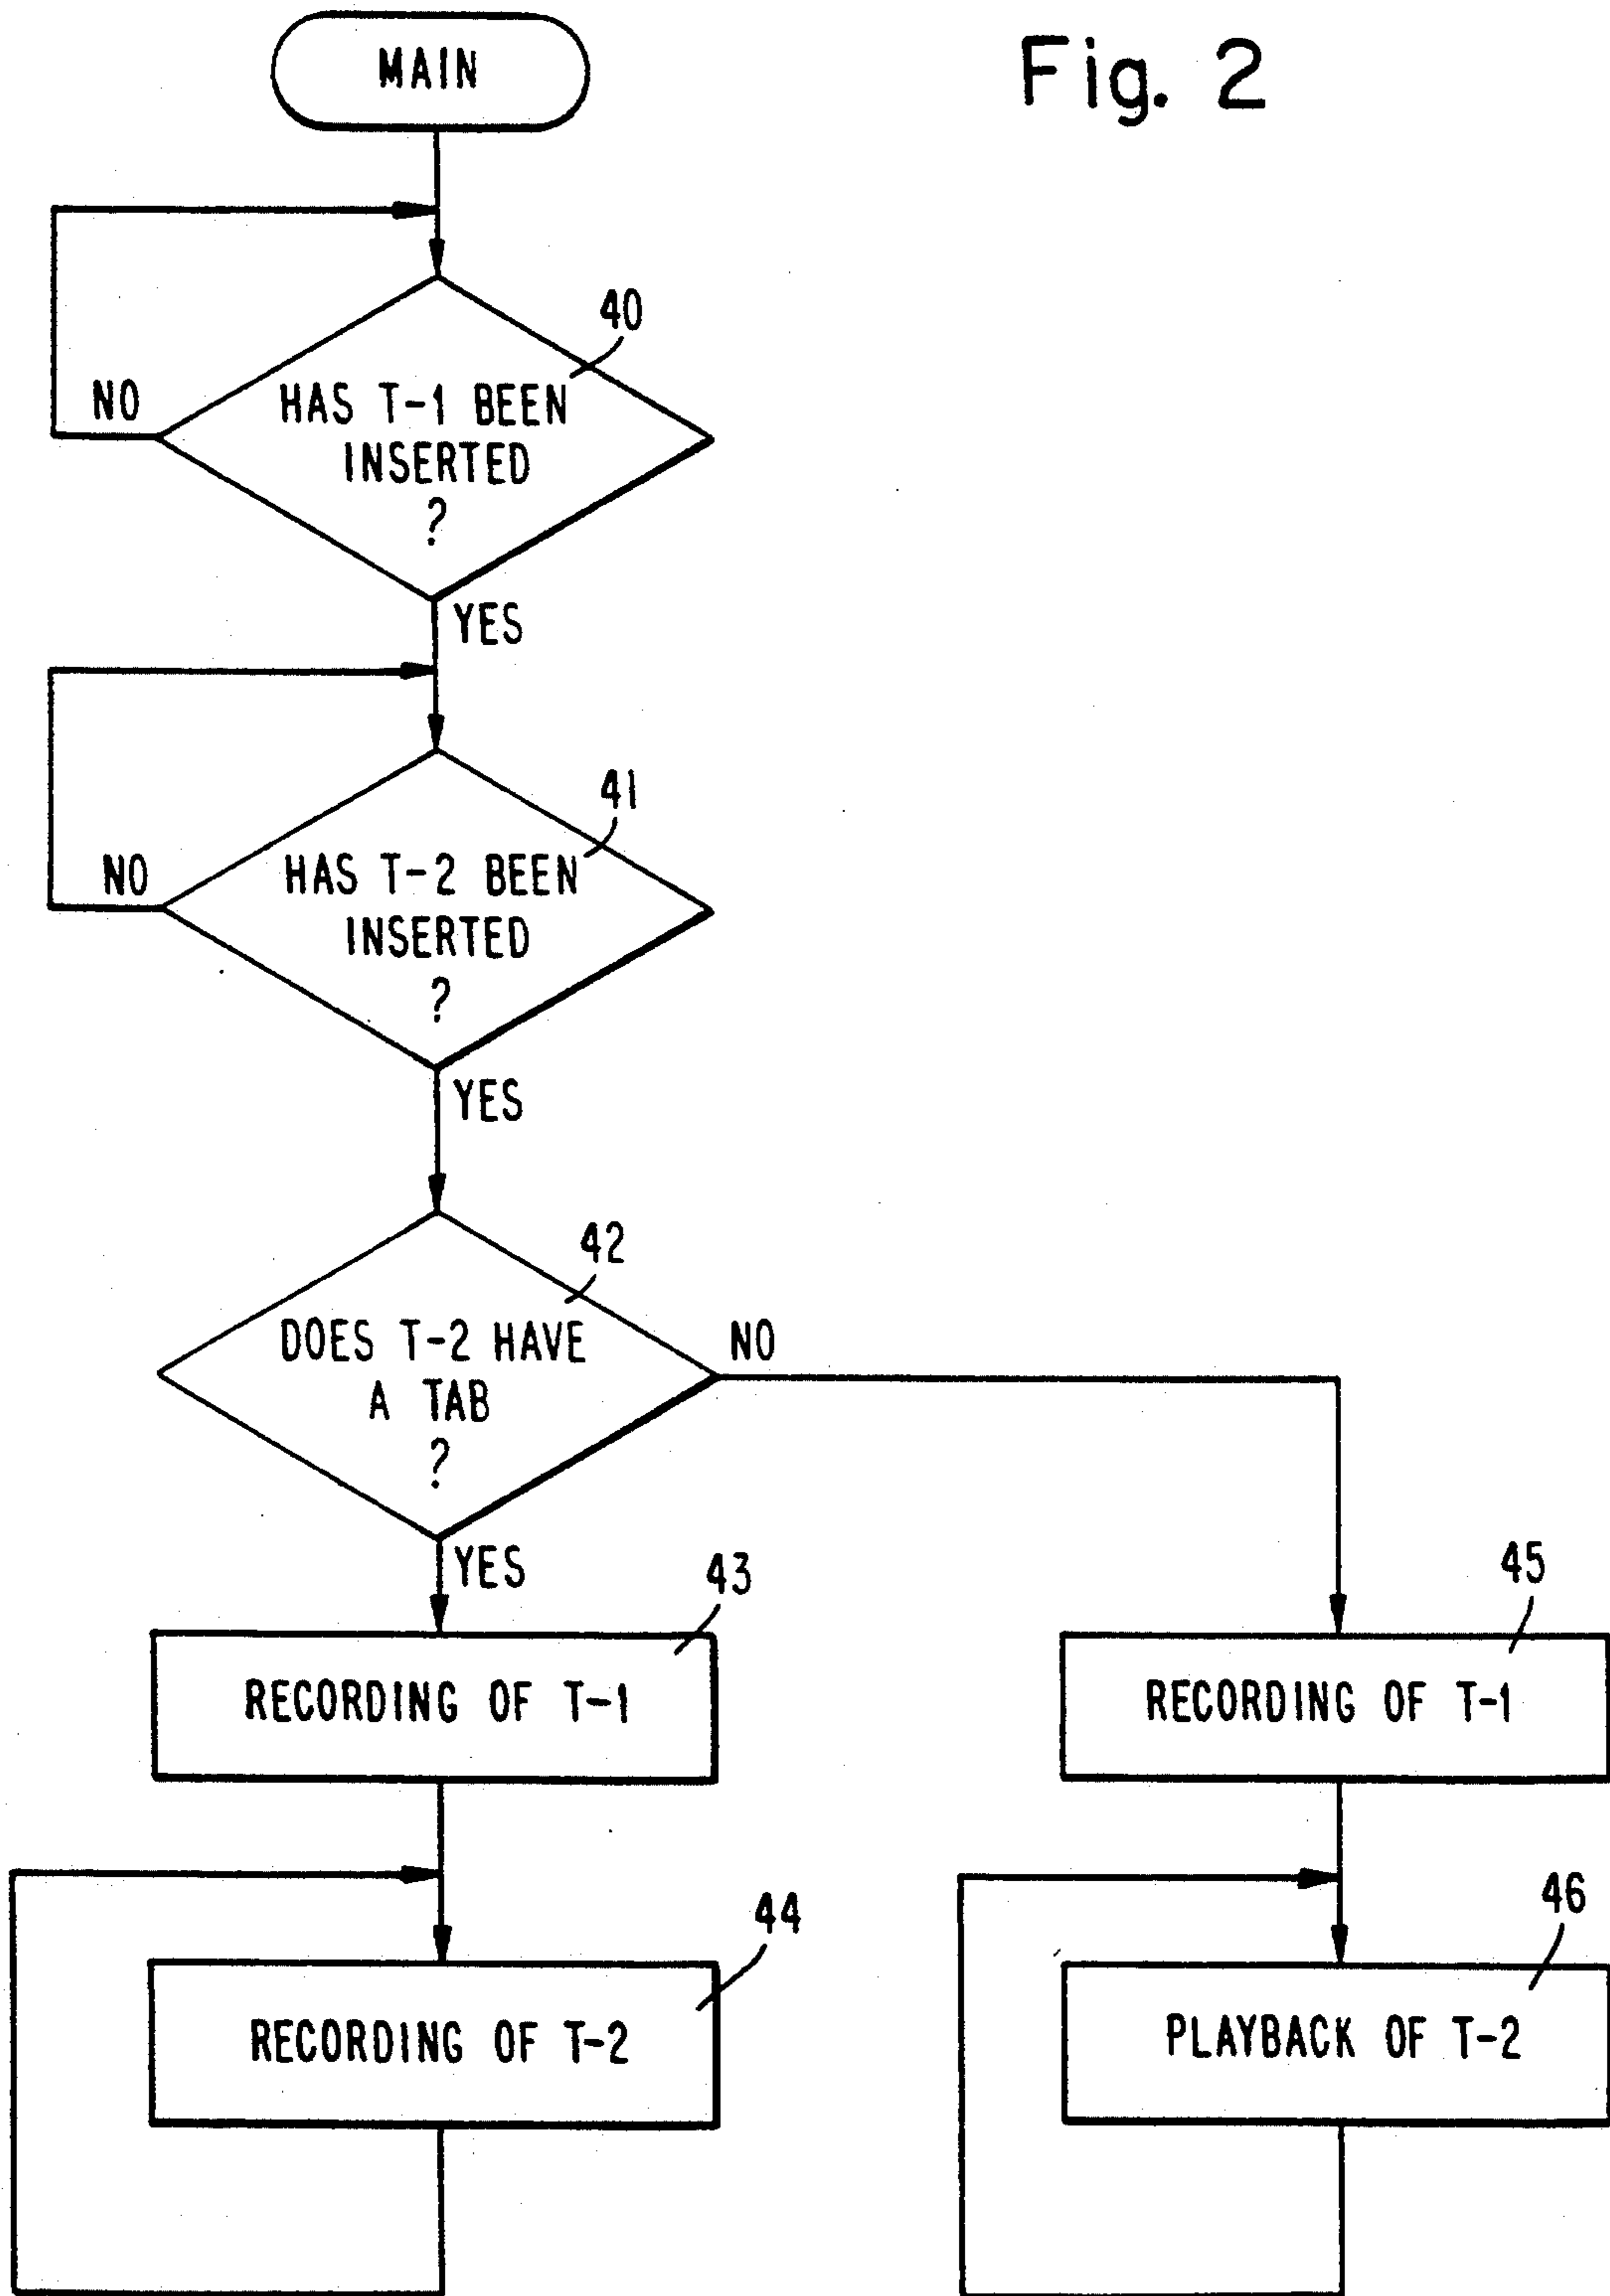 Fig. 2
MAIN
40
NO
HAS T-1 BEEN
INSERTED
?
YES
41
NO
HAS T-2 BEEN
INSERTED
?
YES
42
DOES T-2 HAVE
A TAB
?
NO
YES
43
RECORDING OF T-1
44
RECORDING OF T-2
45
RECORDING OF T-1
46
PLAYBACK OF T-2